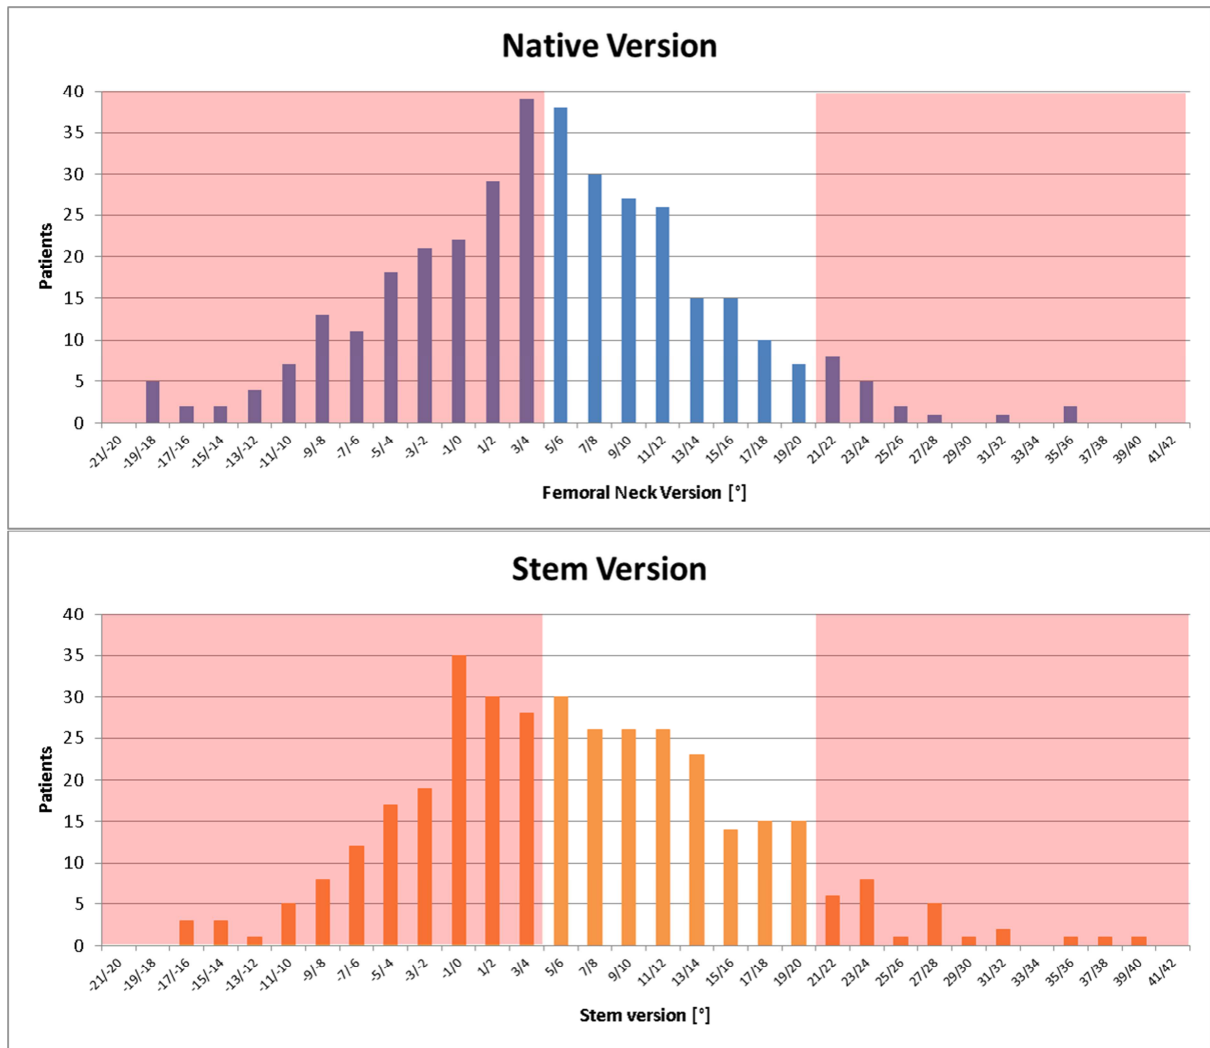 Native Version
40
35
30
25
20
15
10
5
0
Patients
-21/-20 -19/-18 -17/-16 -15/-14 -13/-12 -11/-10 -9/-8 -7/-6 -5/-4 -3/-2 -1/0 1/2 3/4 5/6 7/8 9/10 11/12 13/14 15/16 17/18 19/20 21/22 23/24 25/26 27/28 29/30 31/32 33/34 35/36 37/38 39/40 41/42
Femoral Neck Version [°]
Stem Version
40
35
30
25
20
15
10
5
0
Patients
-21/-20 -19/-18 -17/-16 -15/-14 -13/-12 -11/-10 -9/-8 -7/-6 -5/-4 -3/-2 -1/0 1/2 3/4 5/6 7/8 9/10 11/12 13/14 15/16 17/18 19/20 21/22 23/24 25/26 27/28 29/30 31/32 33/34 35/36 37/38 39/40 41/42
Stem version [°]